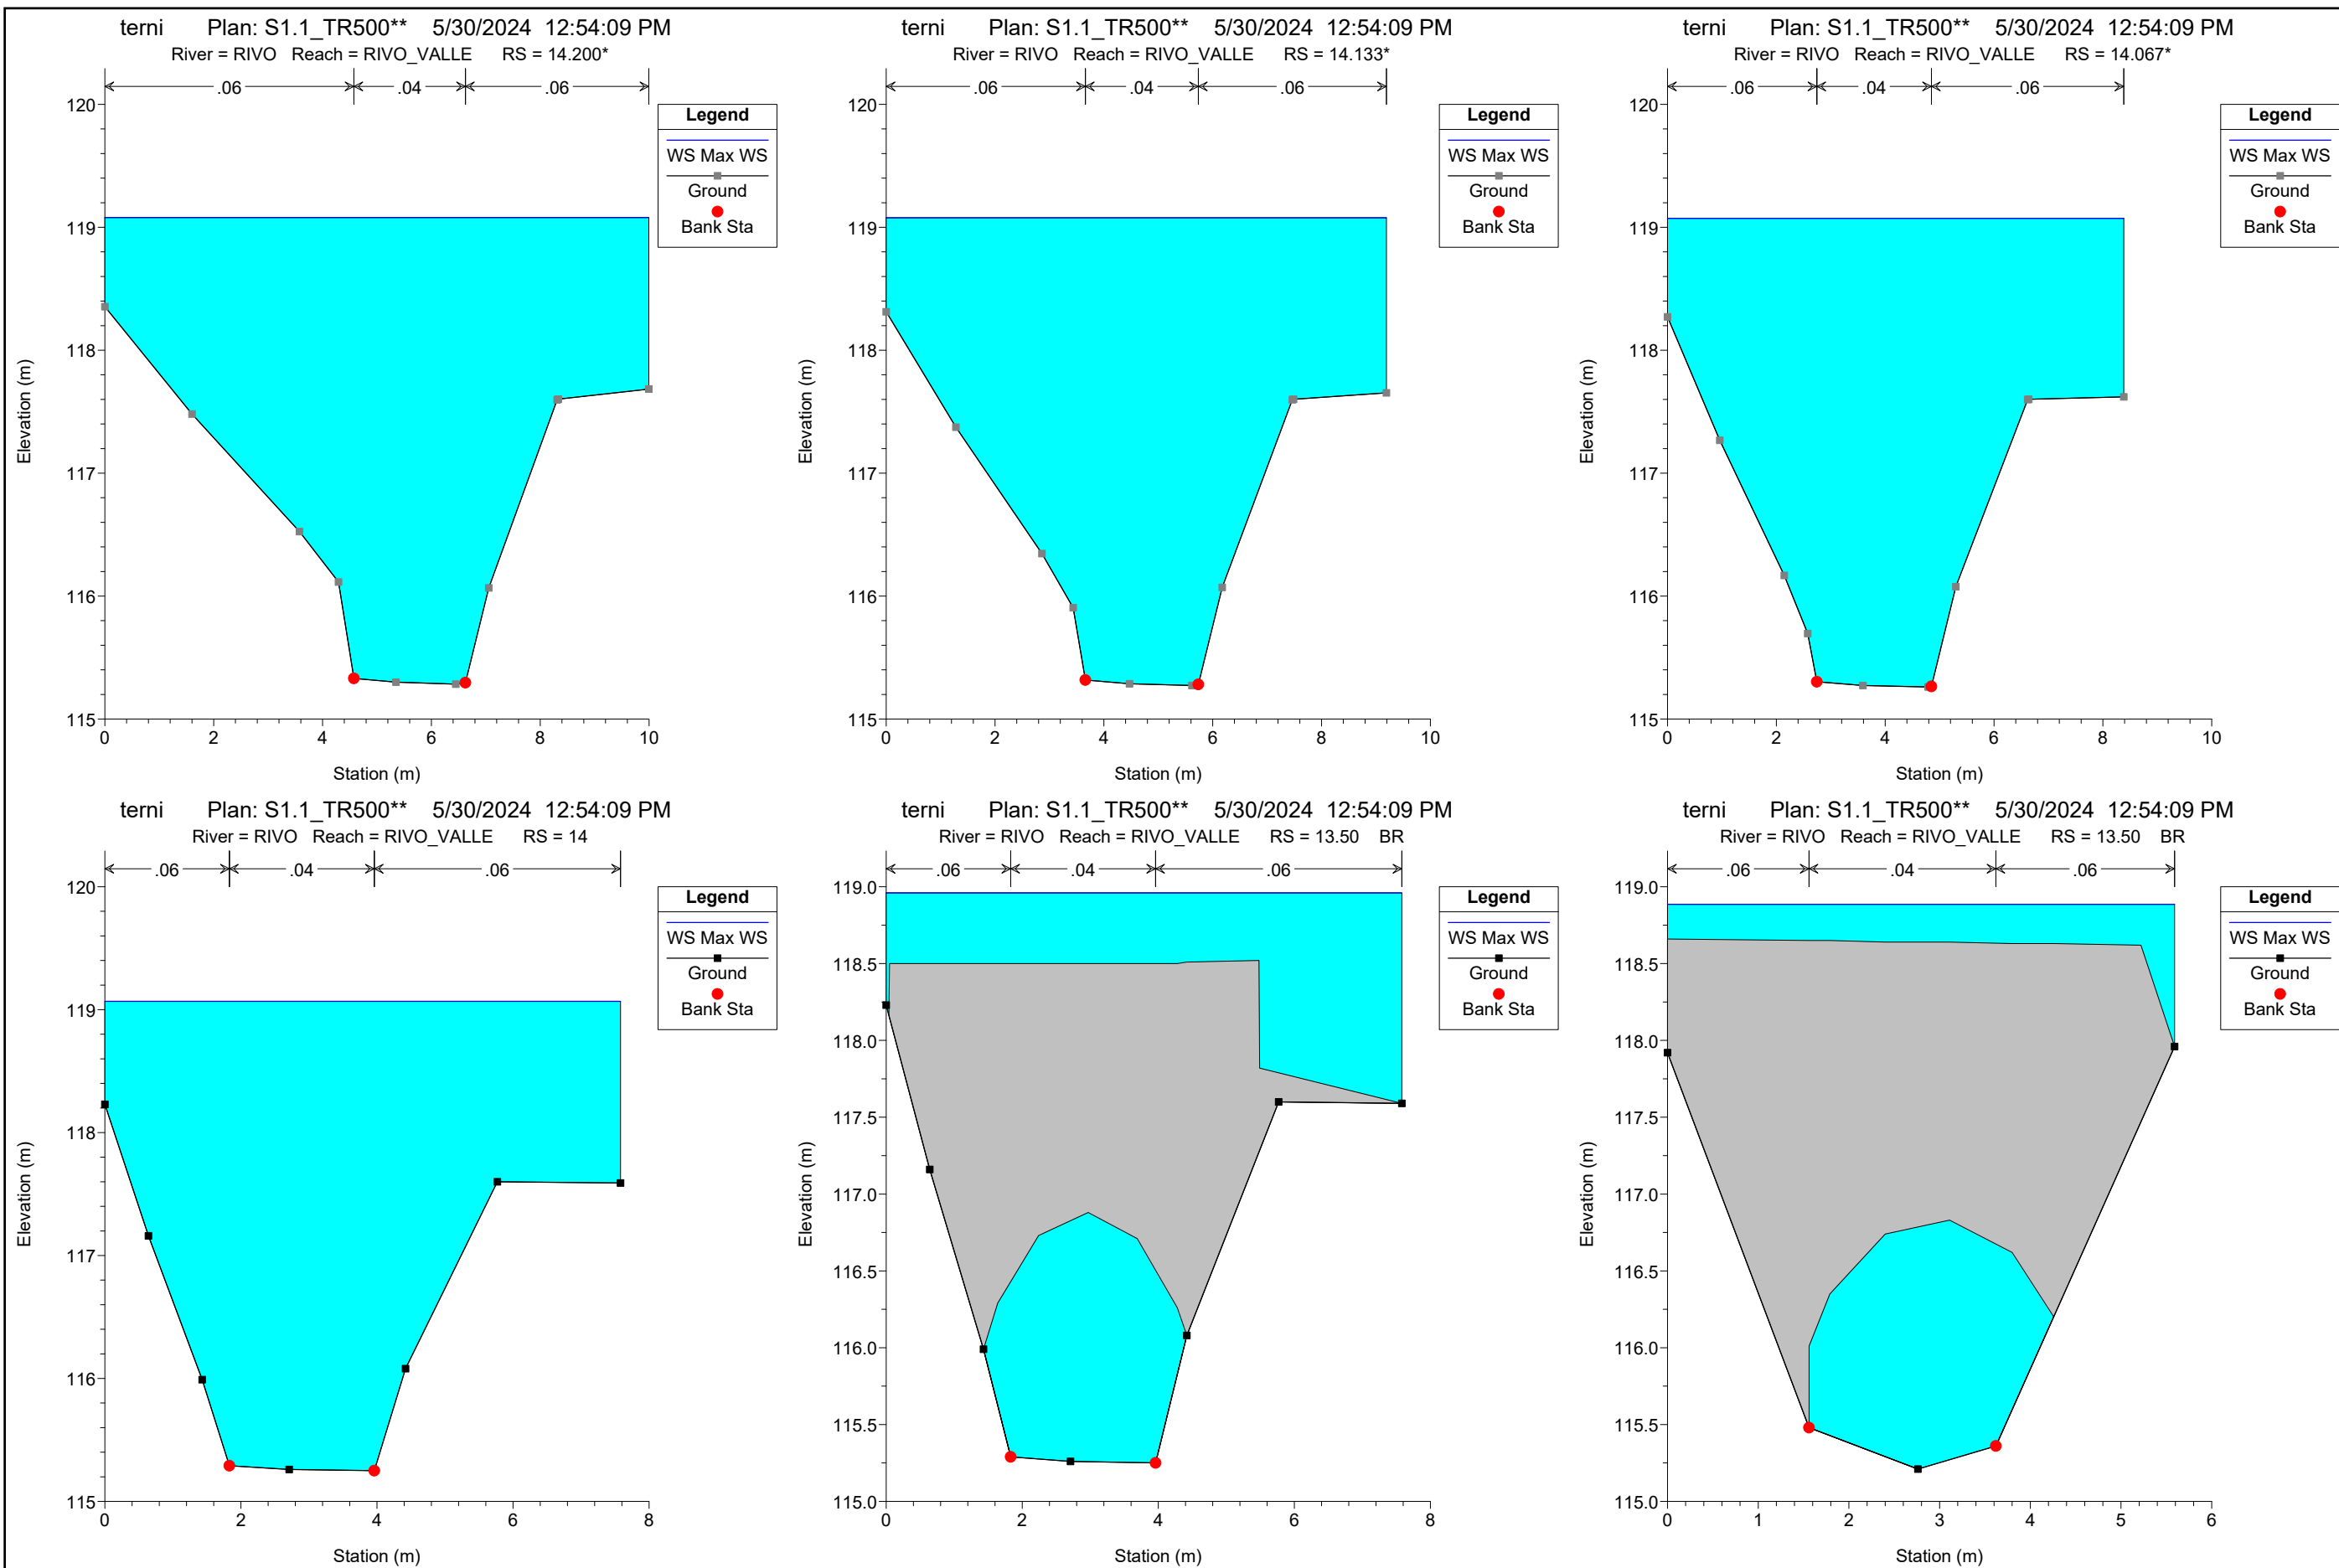 terni Plan: S1.1_TR500** 5/30/2024 12:54:09 PM
River = RIVO Reach = RIVO_VALLE RS = 14.200*
.06 .04 .06
Legend
WS Max WS
Ground
Bank Sta
120
119
118
117
116
115
Elevation (m)
0 2 4 6 8 10
Station (m)
terni Plan: S1.1_TR500** 5/30/2024 12:54:09 PM
River = RIVO Reach = RIVO_VALLE RS = 14.133*
.06 .04 .06
Legend
WS Max WS
Ground
Bank Sta
120
119
118
117
116
115
Elevation (m)
0 2 4 6 8 10
Station (m)
terni Plan: S1.1_TR500** 5/30/2024 12:54:09 PM
River = RIVO Reach = RIVO_VALLE RS = 14.067*
.06 .04 .06
Legend
WS Max WS
Ground
Bank Sta
120
119
118
117
116
115
Elevation (m)
0 2 4 6 8 10
Station (m)
terni Plan: S1.1_TR500** 5/30/2024 12:54:09 PM
River = RIVO Reach = RIVO_VALLE RS = 14
.06 .04 .06
Legend
WS Max WS
Ground
Bank Sta
120
119
118
117
116
115
Elevation (m)
0 2 4 6 8
Station (m)
terni Plan: S1.1_TR500** 5/30/2024 12:54:09 PM
River = RIVO Reach = RIVO_VALLE RS = 13.50 BR
.06 .04 .06
Legend
WS Max WS
Ground
Bank Sta
119.0
118.5
118.0
117.5
117.0
116.5
116.0
115.5
115.0
Elevation (m)
0 2 4 6 8
Station (m)
terni Plan: S1.1_TR500** 5/30/2024 12:54:09 PM
River = RIVO Reach = RIVO_VALLE RS = 13.50 BR
.06 .04 .06
Legend
WS Max WS
Ground
Bank Sta
119.0
118.5
118.0
117.5
117.0
116.5
116.0
115.5
115.0
Elevation (m)
0 1 2 3 4 5 6
Station (m)